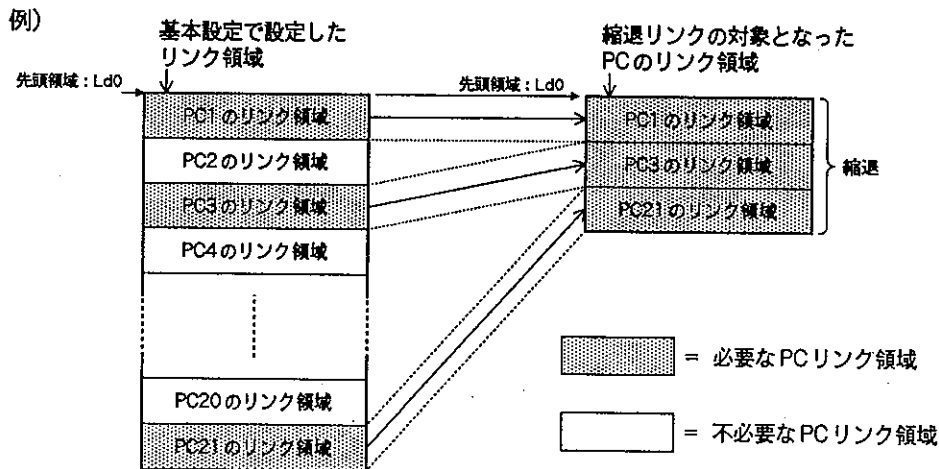 例)
基本設定で設定した
リンク領域
縮退リンクの対象となった
PCのリンク領域
先頭領域：Ld0
先頭領域：Ld0
PC1のリンク領域
PC2のリンク領域
PC3のリンク領域
PC4のリンク領域
PC20のリンク領域
PC21のリンク領域
PC1のリンク領域
PC3のリンク領域
PC21のリンク領域
縮退
= 必要なPCリンク領域
= 不必要なPCリンク領域